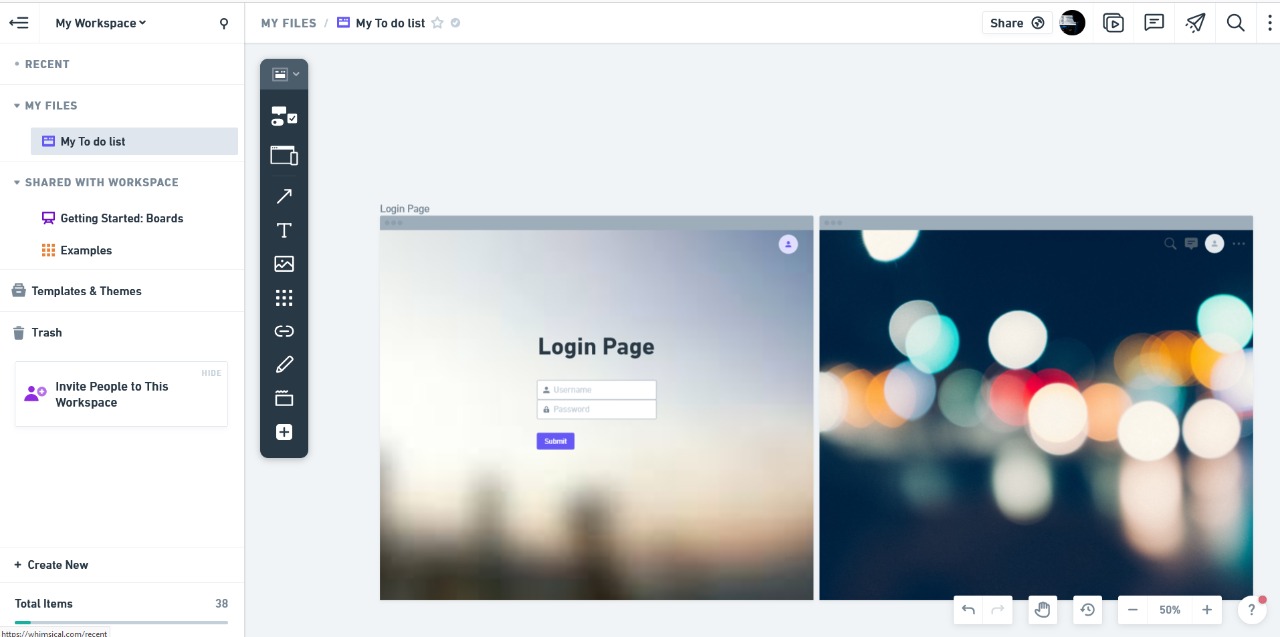 My Workspace
MY FILES / My To do list
Share
RECENT
MY FILES
My To do list
SHARED WITH WORKSPACE
Getting Started: Boards
Examples
Templates & Themes
Trash
HIDE
Invite People to This
Workspace
+ Create New
Total Items 38
https://whimsical.com/recent
T
Login Page
Login Page
Username
Password
Submit
50%
?